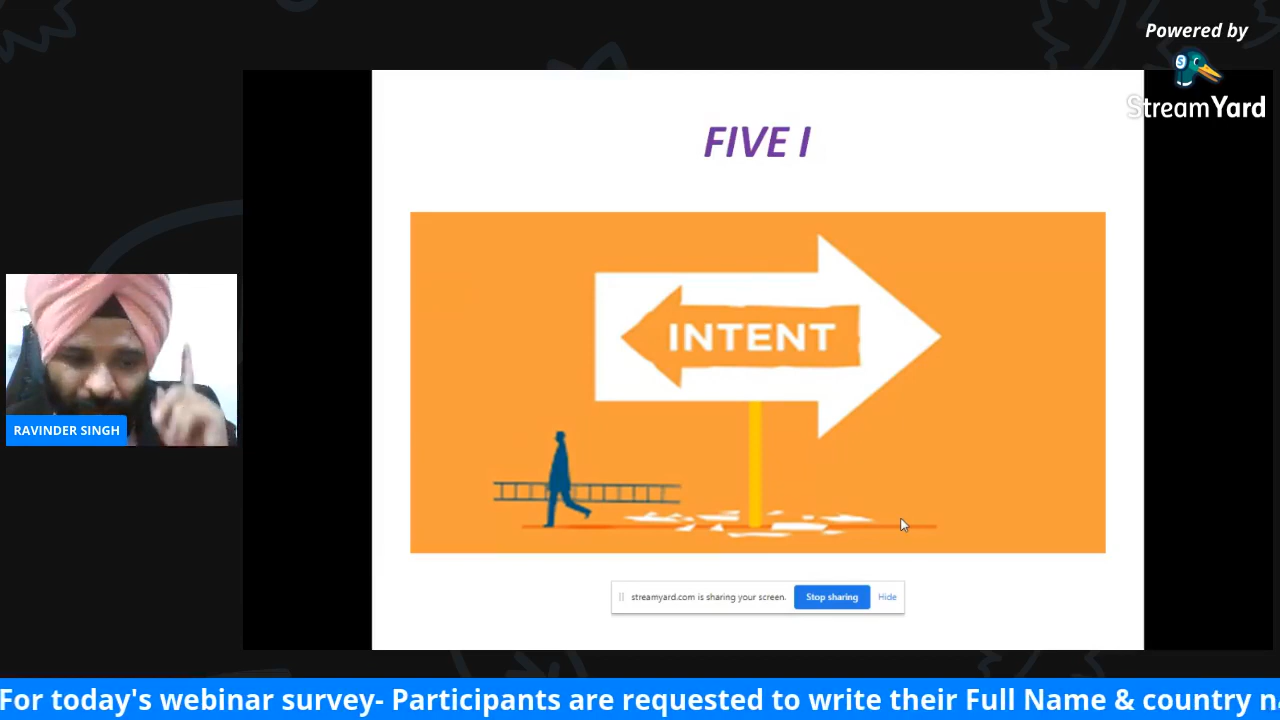 Powered by
StreamYard
FIVE I
INTENT
RAVINDER SINGH
streamyard.com is sharing your screen.
Stop sharing
Hide
For today's webinar survey- Participants are requested to write their Full Name & country